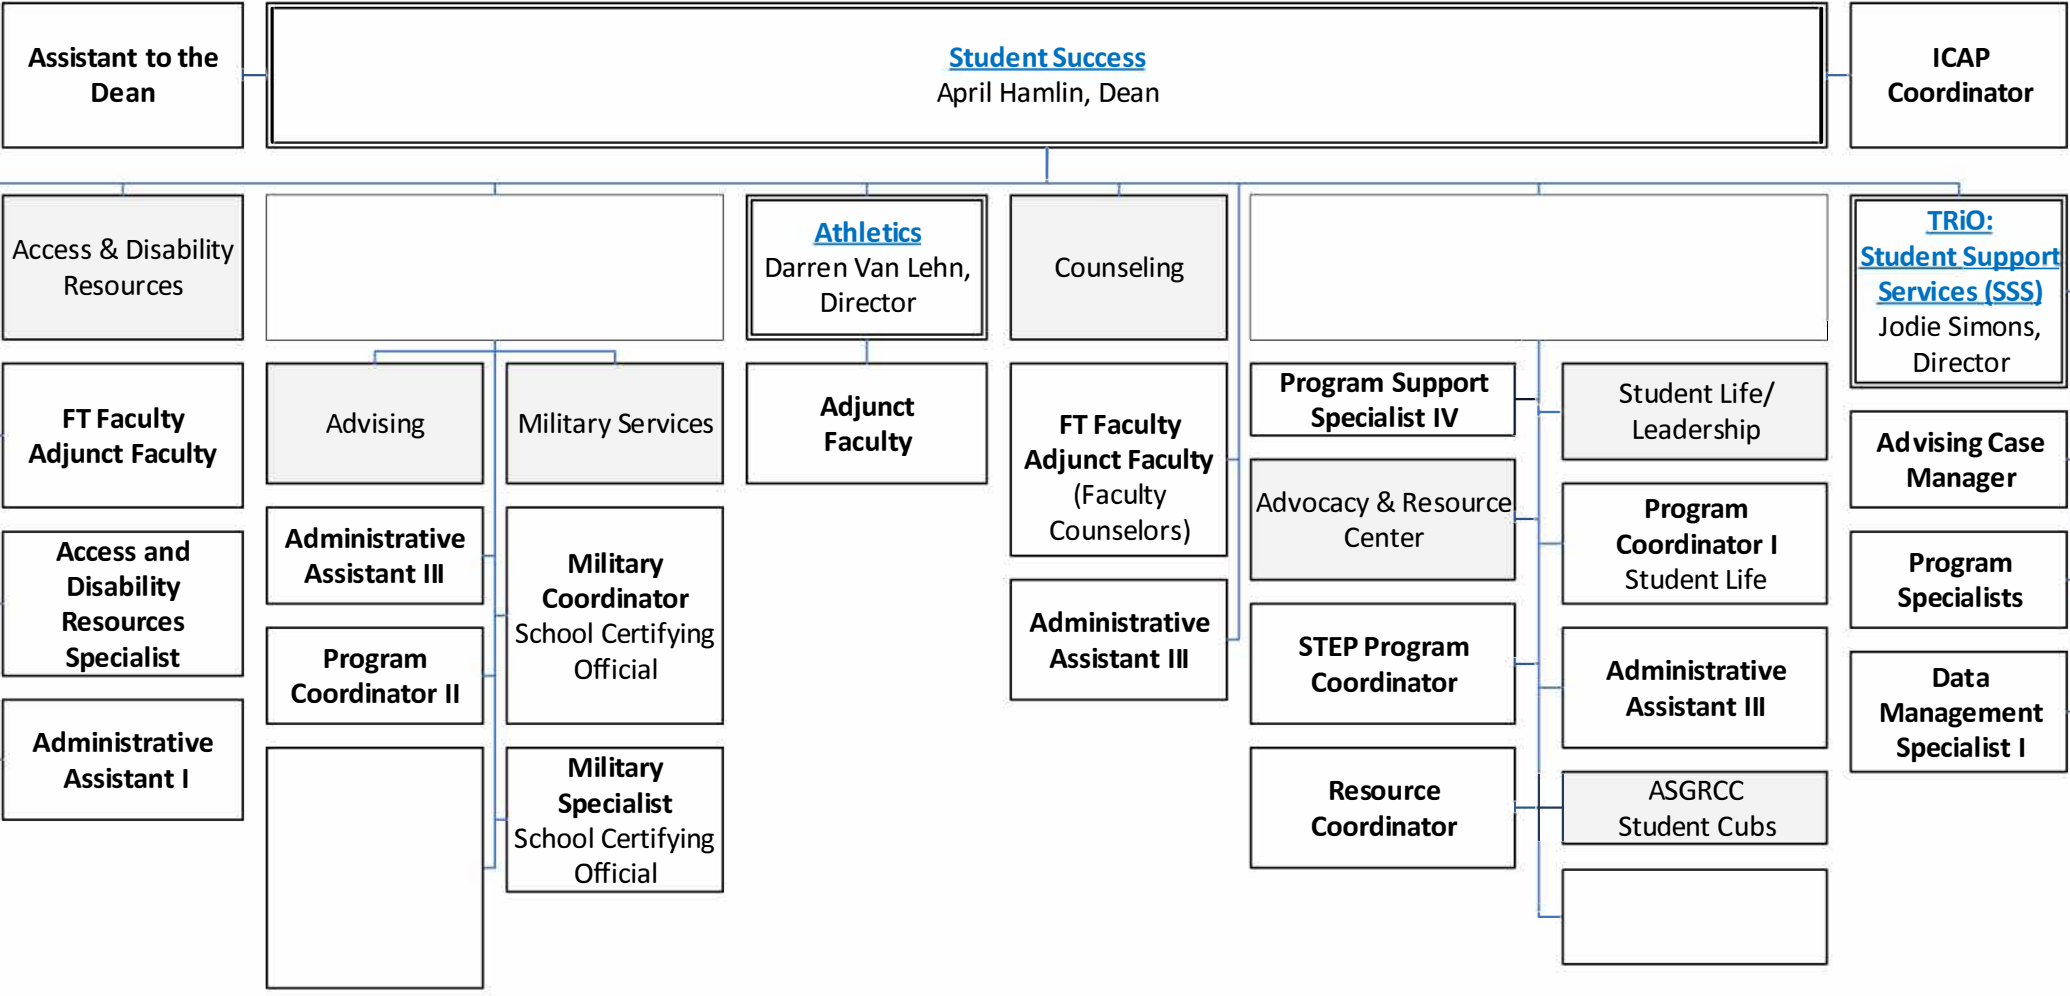 Assistant to the
Dean
Student Success
April Hamlin, Dean
ICAP
Coordinator
Access & Disability
Resources
Athletics
Darren Van Lehn,
Director
Counseling
TRiO:
Student Support
Services (SSS)
Jodie Simons,
Director
FT Faculty
Adjunct Faculty
Access and
Disability
Resources
Specialist
Administrative
Assistant I
Advising
Administrative
Assistant III
Program
Coordinator II
Military Services
Military
Coordinator
School Certifying
Official
Military
Specialist
School Certifying
Official
Adjunct
Faculty
FT Faculty
Adjunct Faculty
(Faculty
Counselors)
Administrative
Assistant III
Program Support
Specialist IV
Advocacy & Resource
Center
STEP Program
Coordinator
Resource
Coordinator
Student Life/
Leadership
Program
Coordinator I
Student Life
Administrative
Assistant III
ASGRCC
Student Cubs
Advising Case
Manager
Program
Specialists
Data
Management
Specialist I